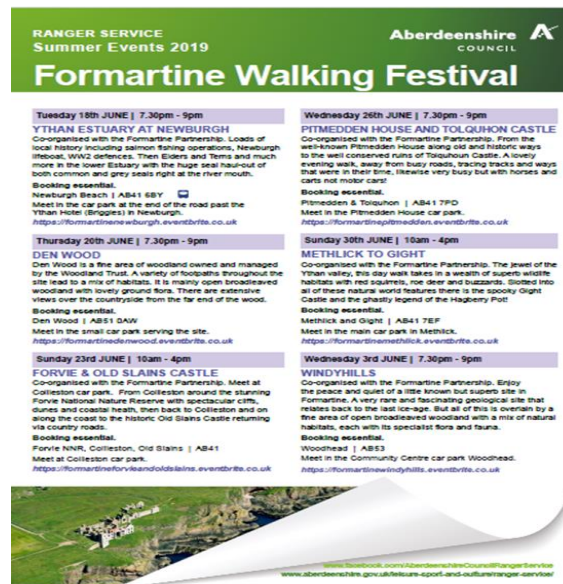 RANGER SERVICE
Summer Events 2019
Aberdeenshire
COUNCIL
Formartine Walking Festival
Tuesday 18th JUNE | 7.30pm - 9pm
YTHAN ESTUARY AT NEWBURGH
Co-organised with the Formartine Partnership. Loads of
local history including salmon fishing operations, Newburgh
lifeboat, WW2 defences. Then Eiders and Terns and much
more in the lower Estuary with the huge seal haul-out of
both common and grey seals right at the river mouth.
Booking essential.
Newburgh Beach | AB41 6BY
Meet in the car park at the end of the road past the
Ythan Hotel (Briggies) in Newburgh.
https://formartinenewburgh.eventbrite.co.uk
Thursday 20th JUNE | 7.30pm - 9pm
DEN WOOD
Den Wood is a fine area of woodland owned and managed
by the Woodland Trust. A variety of footpaths throughout the
site lead to a mix of habitats. It is mainly open broadleaved
woodland with lovely ground flora. There are extensive
views over the countryside from the far end of the wood.
Booking essential.
Den Wood | AB51 0AW
Meet in the small car park serving the site.
https://formartinedenwood.eventbrite.co.uk
Sunday 23rd JUNE | 10am - 4pm
FORVIE & OLD SLAINS CASTLE
Co-organised with the Formartine Partnership. Meet at
Collieston car park. From Collieston around the stunning
Forvie National Nature Reserve with spectacular cliffs,
dunes and coastal heath, then back to Collieston and on
along the coast to the historic Old Slains Castle returning
via country roads.
Booking essential.
Forvie NNR, Collieston, Old Slains | AB41
Meet at Collieston car park.
https://formartineforvieandoldslains.eventbrite.co.uk
Wednesday 26th JUNE | 7.30pm - 9pm
PITMEDDEN HOUSE AND TOLQUHON CASTLE
Co-organised with the Formartine Partnership. From the
well-known Pitmedden House along old and historic ways
to the well conserved ruins of Tolquhon Castle. A lovely
evening walk, away from busy roads, tracing tracks and ways
that were in their time, likewise very busy but with horses and
carts not motor cars!
Booking essential.
Pitmedden & Tolquhon | AB41 7PD
Meet in the Pitmedden House car park.
https://formartinepitmedden.eventbrite.co.uk
Sunday 30th JUNE | 10am - 4pm
METHLICK TO GIGHT
Co-organised with the Formartine Partnership. The jewel of the
Ythan valley, this day walk takes in a wealth of superb wildlife
habitats with red squirrels, roe deer and buzzards. Slotted into
all of these natural world features there is the spooky Gight
Castle and the ghastly legend of the Hagberry Pot!
Booking essential.
Methlick and Gight | AB41 7EF
Meet in the main car park in Methlick.
https://formartinemethlick.eventbrite.co.uk
Wednesday 3rd JUNE | 7.30pm - 9pm
WINDYHILLS
Co-organised with the Formartine Partnership. Enjoy
the peace and quiet of a little known but superb site in
Formartine. A very rare and fascinating geological site that
relates back to the last ice-age. But all of this is overlain by a
fine area of open broadleaved woodland with a mix of natural
habitats, each with its specialist flora and fauna.
Booking essential.
Woodhead | AB53
Meet in the Community Centre car park Woodhead.
https://formartinewindyhills.eventbrite.co.uk
www.facebook.com/AberdeenshireCouncilRangerService
www.aberdeenshire.gov.uk/leisure-sport-and-culture/ranger-service/